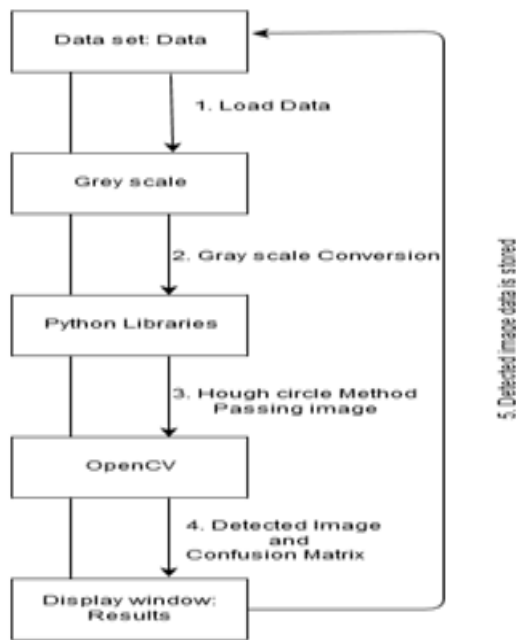 Data set: Data
1. Load Data
Grey scale
2. Gray scale Conversion
Python Libraries
3. Hough circle Method
Passing image
OpenCV
4. Detected Image
and
Confusion Matrix
Display window:
Results
5. Detected image data is stored